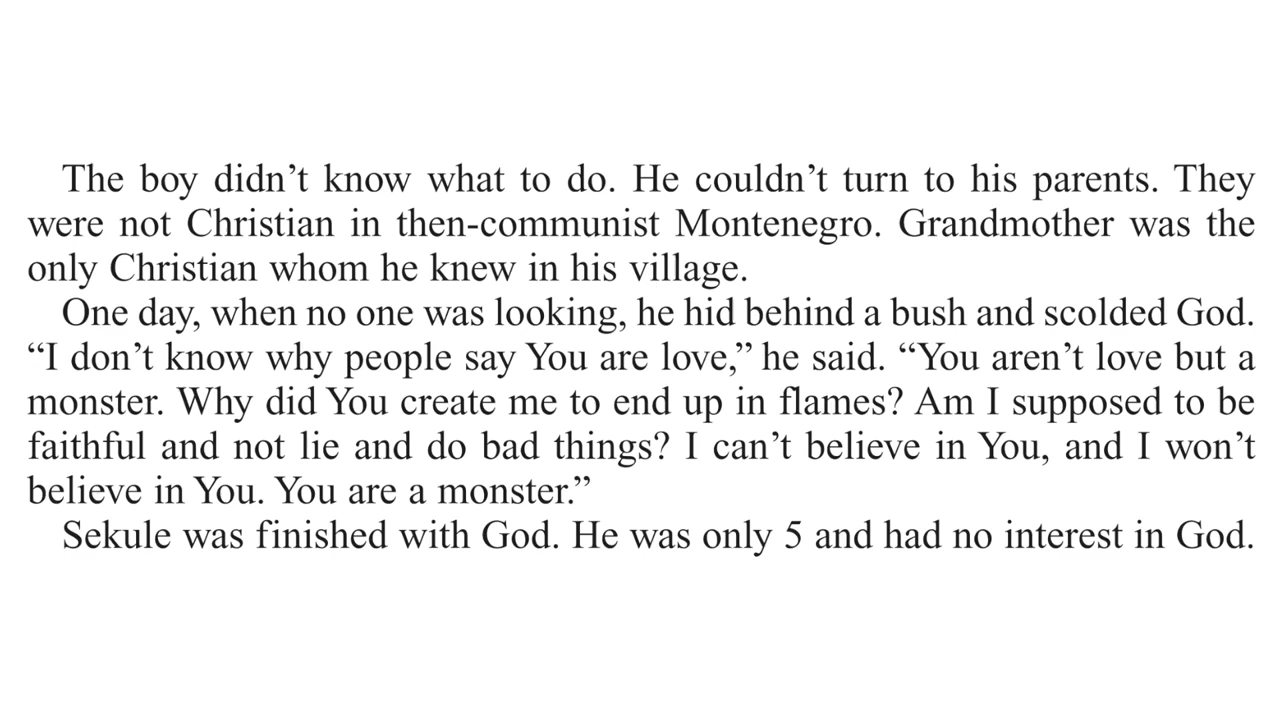 The boy didn’t know what to do. He couldn’t turn to his parents. They
were not Christian in then-communist Montenegro. Grandmother was the
only Christian whom he knew in his village.
One day, when no one was looking, he hid behind a bush and scolded God.
“I don’t know why people say You are love,” he said. “You aren’t love but a
monster. Why did You create me to end up in flames? Am I supposed to be
faithful and not lie and do bad things? I can’t believe in You, and I won’t
believe in You. You are a monster.”
Sekule was finished with God. He was only 5 and had no interest in God.